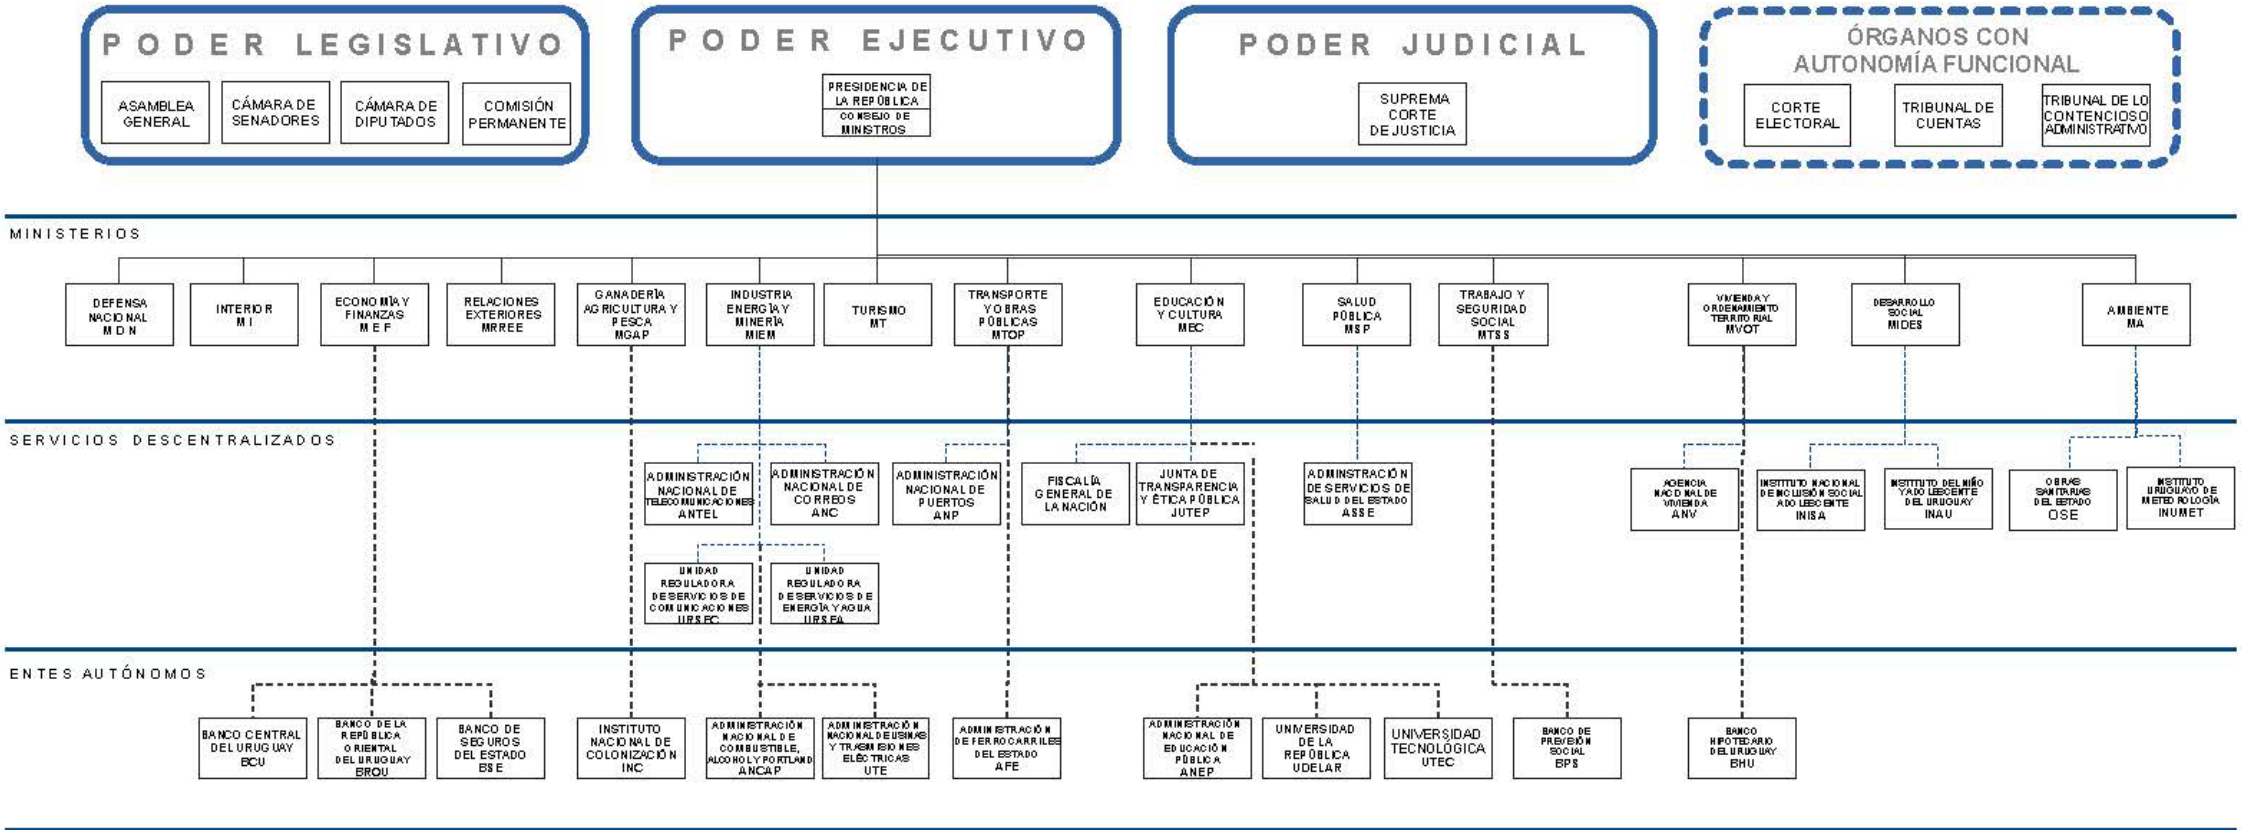 PODER LEGISLATIVO
ASAMBLEA
GENERAL
CÁMARA DE
SENADORES
CÁMARA DE
DIPUTADOS
COMISIÓN
PERMANENTE
PODER EJECUTIVO
PRESIDENCIA DE
LA REPÚBLICA
CONSEJO DE
MINISTROS
PODER JUDICIAL
SUPREMA
CORTE
DE JUSTICIA
ÓRGANOS CON
AUTONOMÍA FUNCIONAL
CORTE
ELECTORAL
TRIBUNAL DE
CUENTAS
TRIBUNAL DE LO
CONTENCIOSO
ADMINISTRATIVO
MINISTERIOS
DEFENSA
NACIONAL
MDN
INTERIOR
MI
ECONOMÍA Y
FINANZAS
MEF
RELACIONES
EXTERIORES
MRREE
GANADERÍA
AGRICULTURA Y
PESCA
MGAP
INDUSTRIA
ENERGÍA Y
MINERÍA
MIEM
TURISMO
MT
TRANSPORTE
Y OBRAS
PÚBLICAS
MTOP
EDUCACIÓN
Y CULTURA
MEC
SALUD
PÚBLICA
MSP
TRABAJO Y
SEGURIDAD
SOCIAL
MTSS
VIVIENDA Y
ORDENAMIENTO
TERRITORIAL
MVOT
DESARROLLO
SOCIAL
MIDES
AMBIENTE
MA
SERVICIOS DESCENTRALIZADOS
ADMINISTRACIÓN
NACIONAL DE
TELECOMUNICACIONES
ANTEL
ADMINISTRACIÓN
NACIONAL DE
CORREOS
ANC
ADMINISTRACIÓN
NACIONAL DE
PUERTOS
ANP
FISCALÍA
GENERAL DE
LA NACIÓN
JUNTA DE
TRANSPARENCIA
Y ÉTICA PÚBLICA
JUTEP
ADMINSTRACIÓN
DE SERVICIOS DE
SALUD DEL ESTADO
ASSE
AGENCIA
NACIONAL DE
VIVIENDA
ANV
INSTITUTO NACIONAL
DE INCLUSIÓN SOCIAL
ADOLESCENTE
INISA
INSTITUTO DEL NIÑO
Y ADOLESCENTE
DEL URUGUAY
INAU
OBRAS
SANITARIAS
DEL ESTADO
OSE
INSTITUTO
URUGUAYO DE
METEOROLOGÍA
INUMET
UNIDAD
REGULADORA
DE SERVICIOS DE
COMUNICACIONES
URSEC
UNIDAD
REGULADORA
DE SERVICIOS DE
ENERGÍA Y AGUA
URSEA
ENTES AUTÓNOMOS
BANCO CENTRAL
DEL URUGUAY
BCU
BANCO DE LA
REPÚBLICA
ORIENTAL
DEL URUGUAY
BROU
BANCO DE
SEGUROS
DEL ESTADO
BSE
INSTITUTO
NACIONAL DE
COLONIZACIÓN
INC
ADMINISTRACIÓN
NACIONAL DE
COMBUSTIBLE,
ALCOHOL Y PORTLAND
ANCAP
ADMINISTRACIÓN
NACIONAL DE USINAS
Y TRASMISIONES
ELÉCTRICAS
UTE
ADMINISTRACIÓN
DE FERROCARRILES
DEL ESTADO
AFE
ADMINISTRACIÓN
NACIONAL DE
EDUCACIÓN
PÚBLICA
ANEP
UNIVERSIDAD
DE LA
REPÚBLICA
UDELAR
UNIVERSIDAD
TECNOLÓGICA
UTEC
BANCO DE
PREVISIÓN
SOCIAL
BPS
BANCO
HIPOTECARIO
DEL URUGUAY
BHU